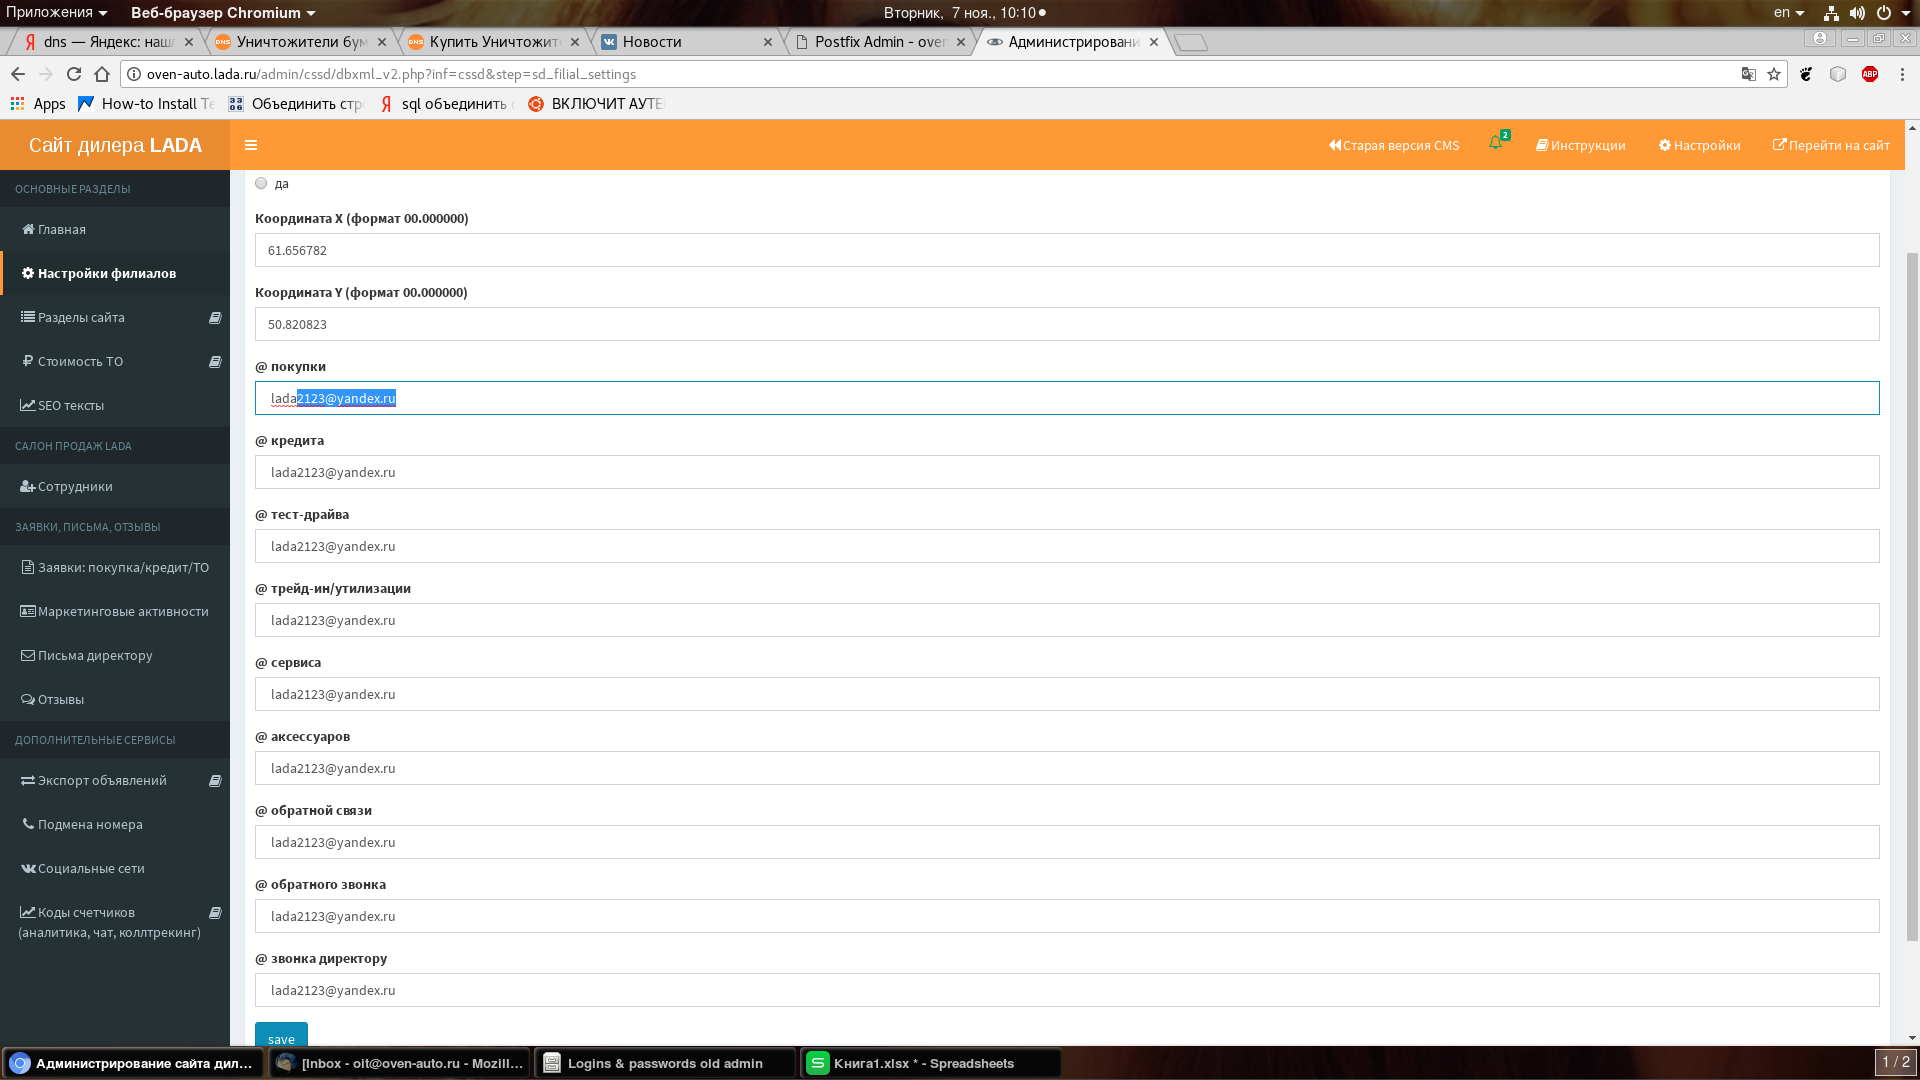 Приложения
Веб-браузер Chromium
Вторник, 7 ноя., 10:10
en
dns — Яндекс: наш
Уничтожители бум
Купить Уничтожит
Новости
Postfix Admin - oven
Администрировани
oven-auto.lada.ru/admin/cssd/dbxml_v2.php?inf=cssd&step=sd_filial_settings
ABP
Apps
How-to Install Te
Объединить стр
sql объединить
ВКЛЮЧИТ АУТЕ
Сайт дилера LADA
Старая версия CMS
2
Инструкции
Настройки
Перейти на сайт
ОСНОВНЫЕ РАЗДЕЛЫ
Главная
Настройки филиалов
Разделы сайта
Стоимость ТО
SEO тексты
САЛОН ПРОДАЖ LADA
Сотрудники
ЗАЯВКИ, ПИСЬМА, ОТЗЫВЫ
Заявки: покупка/кредит/ТО
Маркетинговые активности
Письма директору
Отзывы
ДОПОЛНИТЕЛЬНЫЕ СЕРВИСЫ
Экспорт объявлений
Подмена номера
Социальные сети
Коды счетчиков
(аналитика, чат, коллтрекинг)
да
Координата X (формат 00.000000)
61.656782
Координата Y (формат 00.000000)
50.820823
@ покупки
lada2123@yandex.ru
@ кредита
lada2123@yandex.ru
@ тест-драйва
lada2123@yandex.ru
@ трейд-ин/утилизации
lada2123@yandex.ru
@ сервиса
lada2123@yandex.ru
@ аксессуаров
lada2123@yandex.ru
@ обратной связи
lada2123@yandex.ru
@ обратного звонка
lada2123@yandex.ru
@ звонка директору
lada2123@yandex.ru
save
Администрирование сайта дил...
[Inbox - oit@oven-auto.ru - Mozill...
Logins & passwords old admin
Книга1.xlsx * - Spreadsheets
1 / 2